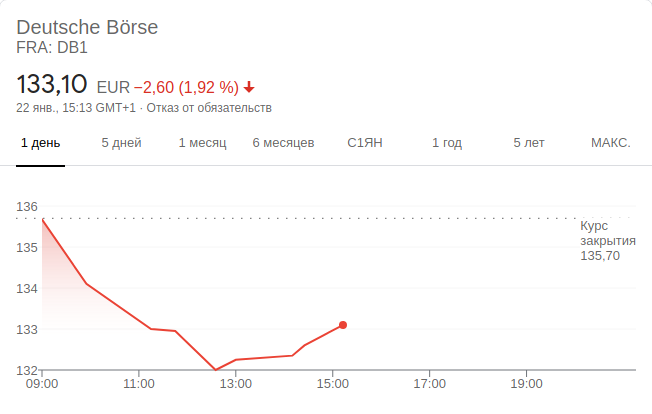 Deutsche Börse
FRA: DB1
133,10 EUR −2,60 (1,92 %)
22 янв., 15:13 GMT+1 · Отказ от обязательств
1 день 5 дней 1 месяц 6 месяцев С1ЯН 1 год 5 лет МАКС.
136
135
134
133
132
Курс
закрытия
135,70
09:00 11:00 13:00 15:00 17:00 19:00